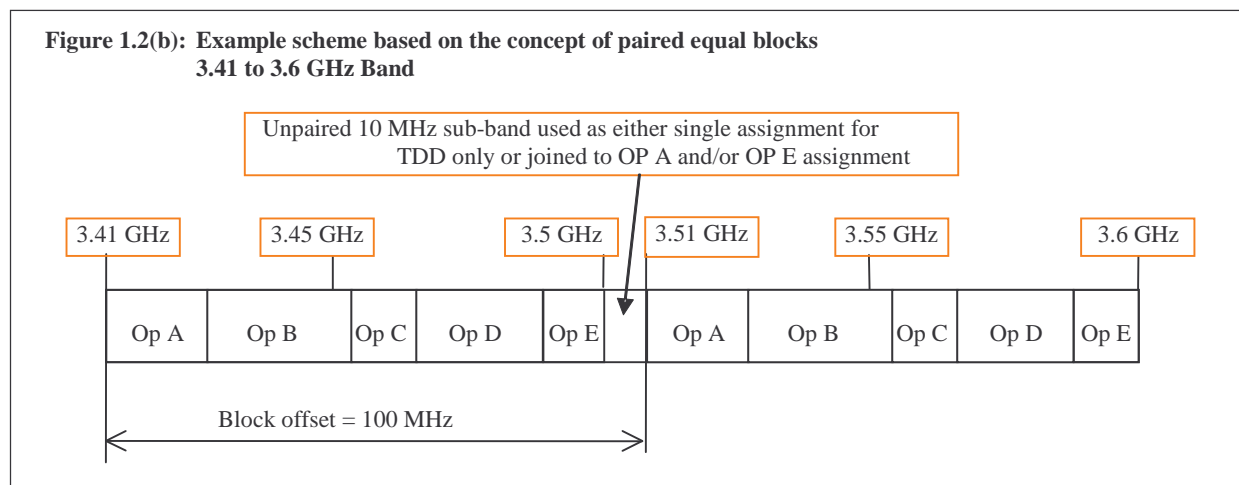 Figure 1.2(b): Example scheme based on the concept of paired equal blocks
3.41 to 3.6 GHz Band
Unpaired 10 MHz sub-band used as either single assignment for
TDD only or joined to OP A and/or OP E assignment
3.41 GHz 3.45 GHz 3.5 GHz 3.51 GHz 3.55 GHz 3.6 GHz
Op A Op B Op C Op D Op E Op A Op B Op C Op D Op E
Block offset = 100 MHz